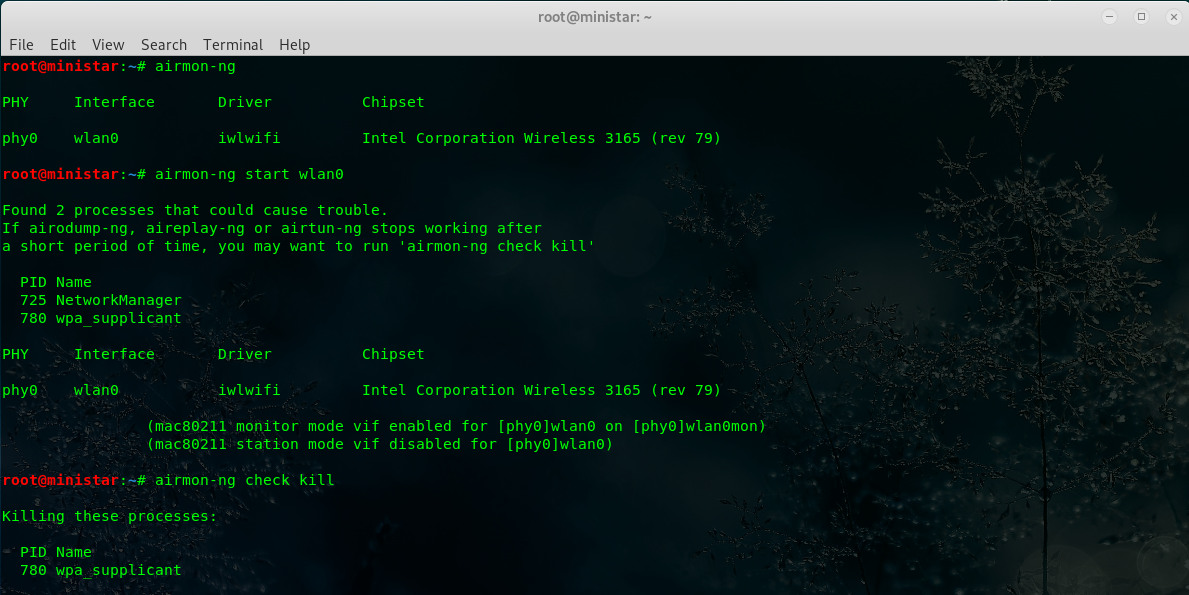 root@ministar: ~
File Edit View Search Terminal Help
root@ministar:~# airmon-ng
PHY Interface Driver Chipset
phy0 wlan0 iwlwifi Intel Corporation Wireless 3165 (rev 79)
root@ministar:~# airmon-ng start wlan0
Found 2 processes that could cause trouble.
If airodump-ng, aireplay-ng or airtun-ng stops working after
a short period of time, you may want to run 'airmon-ng check kill'
PID Name
725 NetworkManager
780 wpa_supplicant
PHY Interface Driver Chipset
phy0 wlan0 iwlwifi Intel Corporation Wireless 3165 (rev 79)
(mac80211 monitor mode vif enabled for [phy0]wlan0 on [phy0]wlan0mon)
(mac80211 station mode vif disabled for [phy0]wlan0)
root@ministar:~# airmon-ng check kill
Killing these processes:
PID Name
780 wpa_supplicant